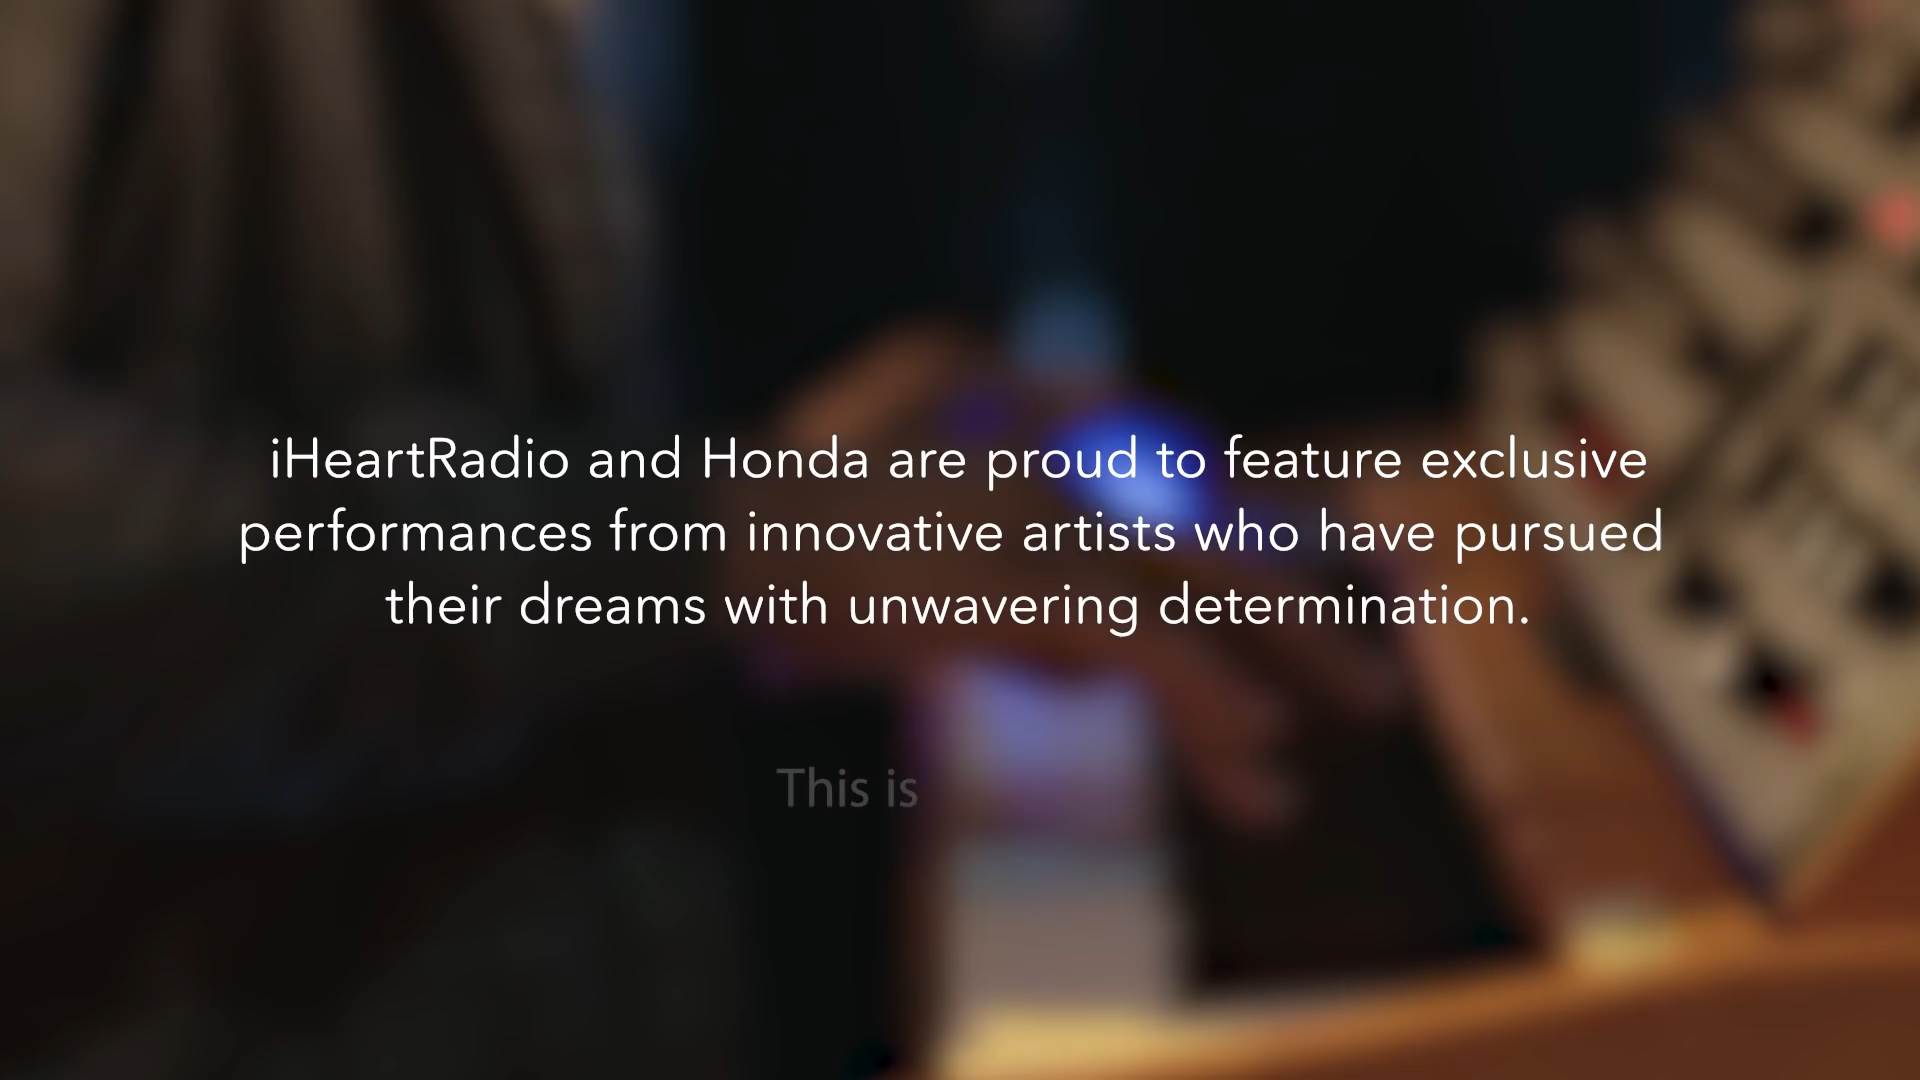 iHeartRadio and Honda are proud to feature exclusive
performances from innovative artists who have pursued
their dreams with unwavering determination.
This is